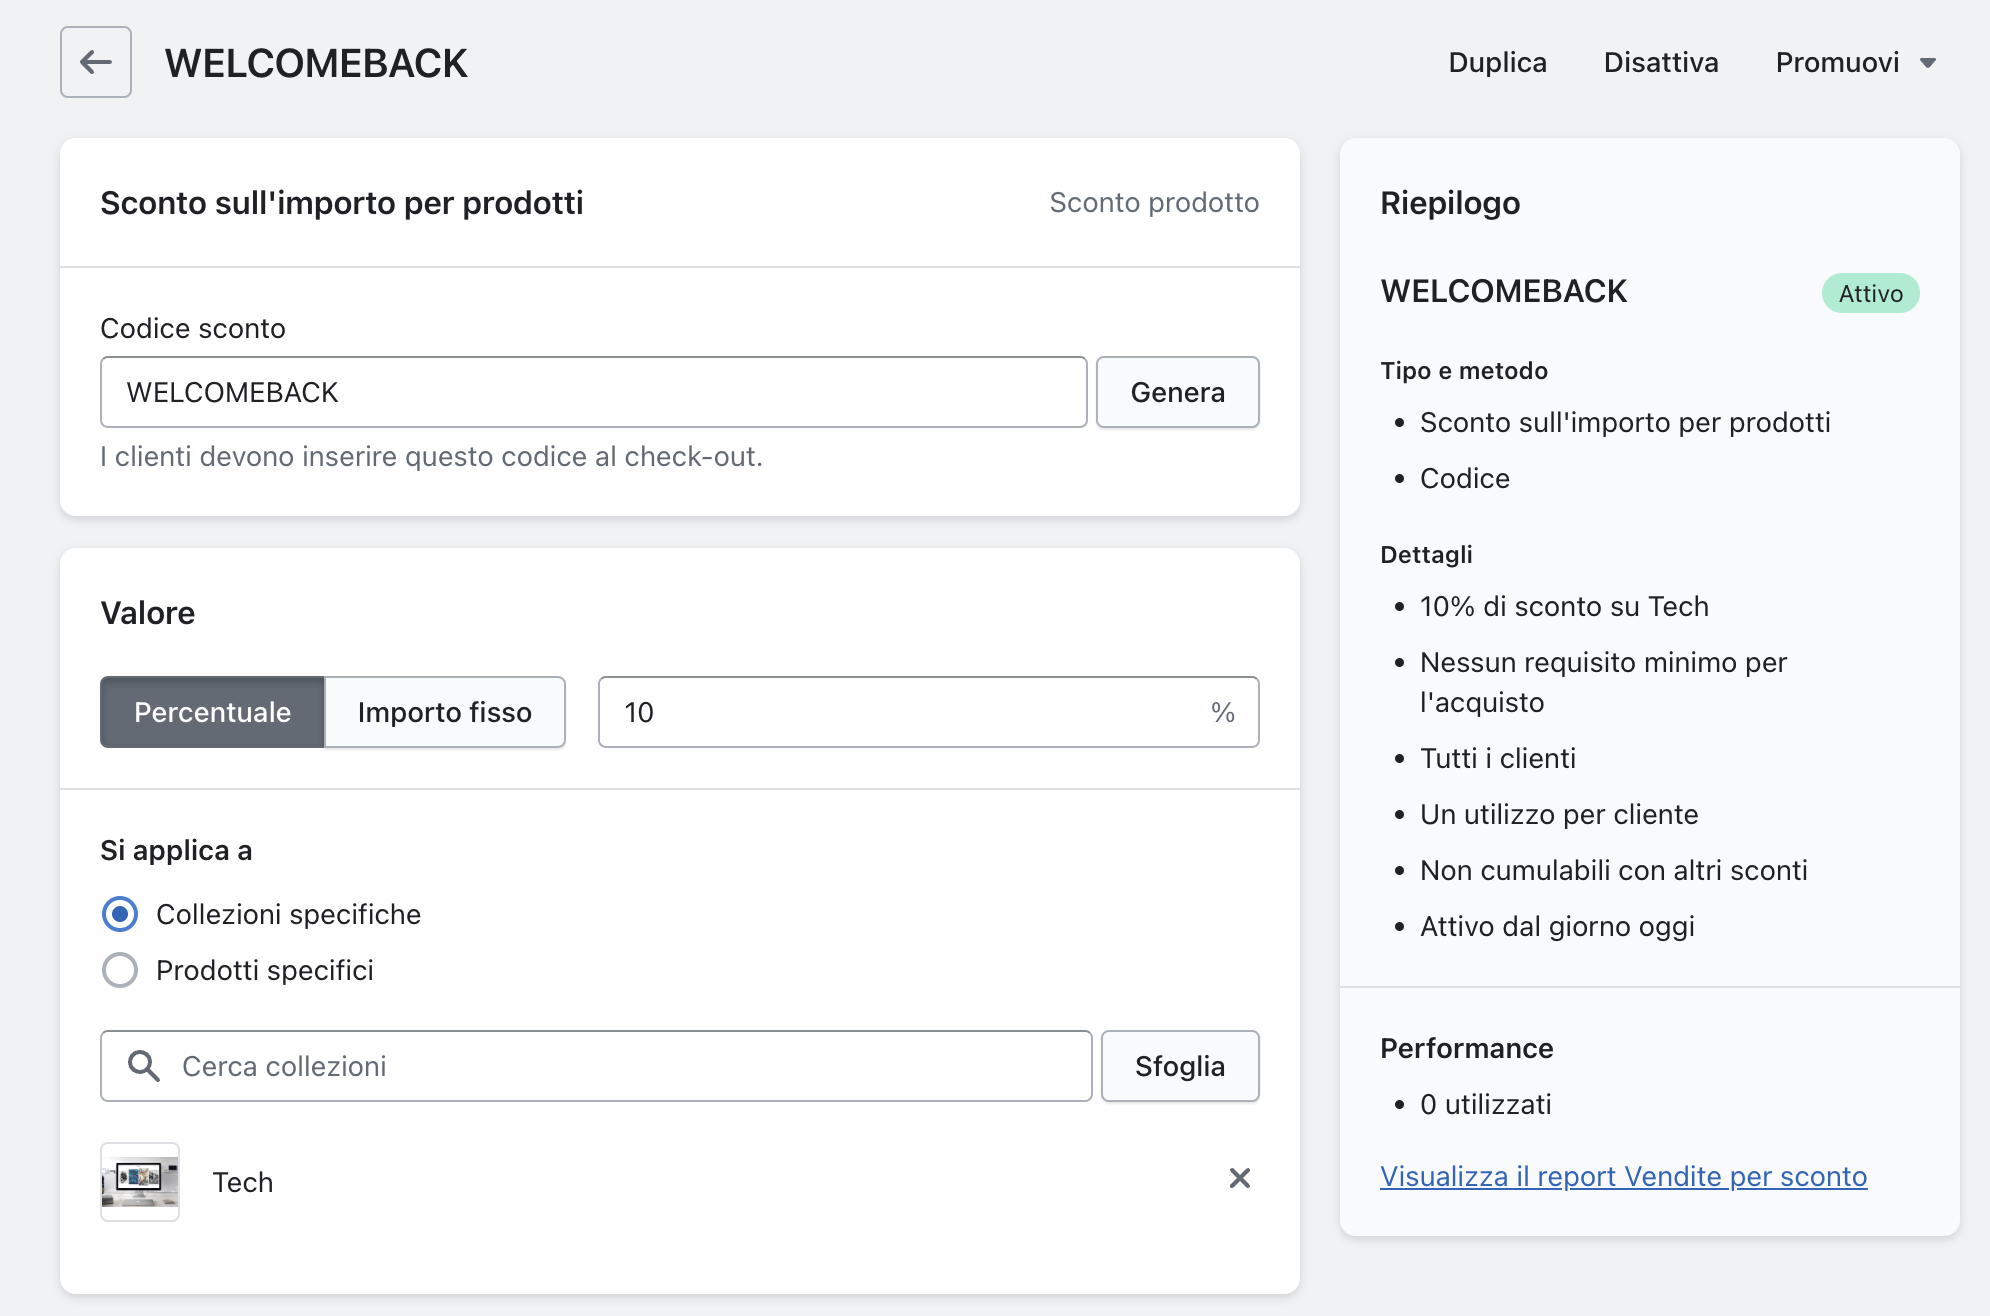 WELCOMEBACK
Duplica
Disattiva
Promuovi
Sconto sull'importo per prodotti
Sconto prodotto
Codice sconto
WELCOMEBACK
Genera
I clienti devono inserire questo codice al check-out.
Valore
Percentuale
Importo fisso
10
%
Si applica a
Collezioni specifiche
Prodotti specifici
Cerca collezioni
Sfoglia
Tech
Riepilogo
WELCOMEBACK
Attivo
Tipo e metodo
• Sconto sull'importo per prodotti
• Codice
Dettagli
• 10% di sconto su Tech
• Nessun requisito minimo per
l'acquisto
• Tutti i clienti
• Un utilizzo per cliente
• Non cumulabili con altri sconti
• Attivo dal giorno oggi
Performance
• 0 utilizzati
Visualizza il report Vendite per sconto